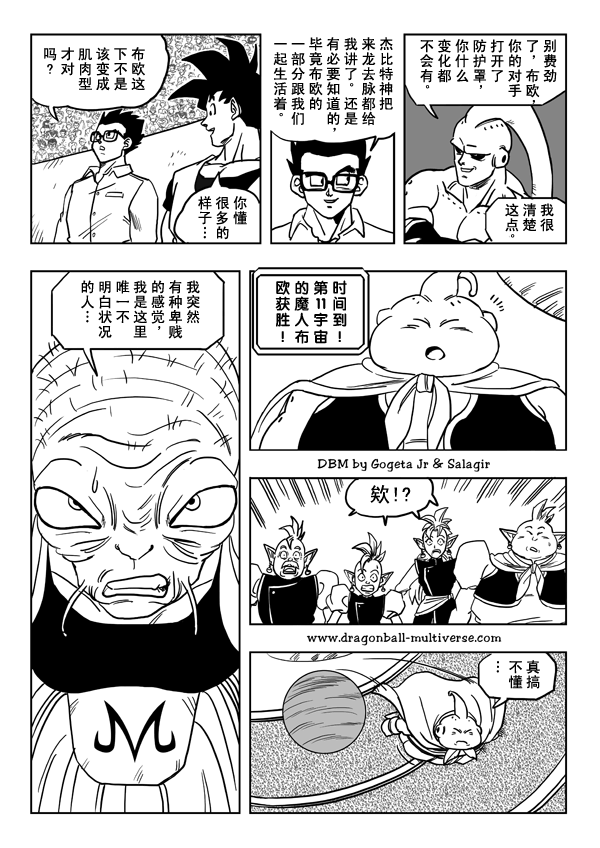 布欧这
下不是
该变成
肌肉型
才对
吗?
你懂
很多的
样子…
杰比特神把
来龙去脉都给
我讲了。还是
有必要知道的，
毕竟布欧的
一部分跟我们
一起生活着。
别费劲
了，布欧，
你的对手
打开了
防护罩，
你什么
变化都
不会有。
我很
清楚
这点。
我突然
有种卑贱
的感觉，
我是这里
唯一不
明白状况
的人…
时间到！
第11宇宙
的魔人布
欧获胜！
DBM by Gogeta Jr & Salagir
欸!?
www.dragonball-multiverse.com
真搞
不懂
…
M